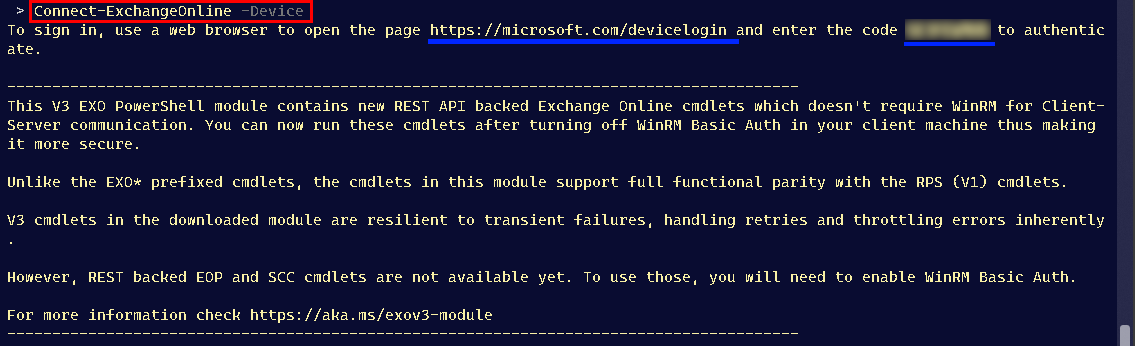 > Connect-ExchangeOnline -Device
To sign in, use a web browser to open the page https://microsoft.com/devicelogin and enter the code to authentic
ate.
----------------------------------------------------------------------------------------
This V3 EXO PowerShell module contains new REST API backed Exchange Online cmdlets which doesn't require WinRM for Client-
Server communication. You can now run these cmdlets after turning off WinRM Basic Auth in your client machine thus making
it more secure.
Unlike the EXO* prefixed cmdlets, the cmdlets in this module support full functional parity with the RPS (V1) cmdlets.
V3 cmdlets in the downloaded module are resilient to transient failures, handling retries and throttling errors inherently
.
However, REST backed EOP and SCC cmdlets are not available yet. To use those, you will need to enable WinRM Basic Auth.
For more information check https://aka.ms/exov3-module
----------------------------------------------------------------------------------------